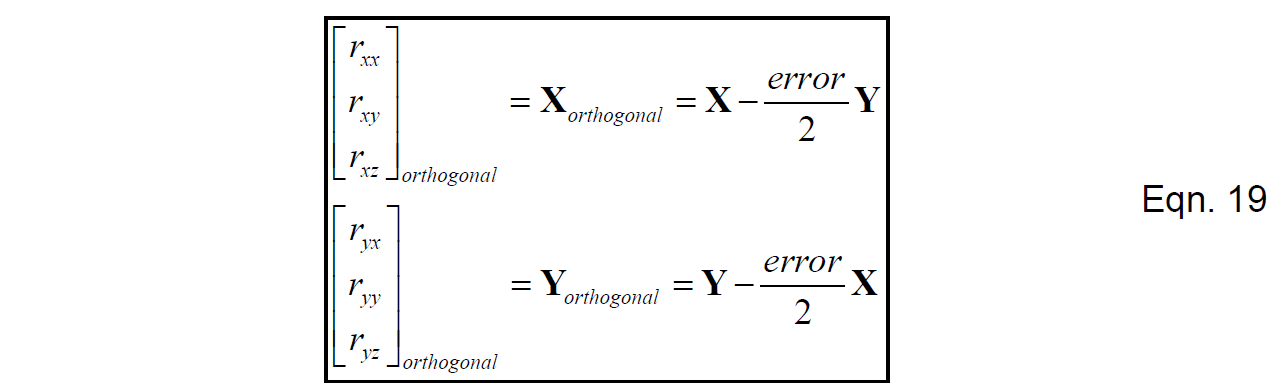 [r_xx r_xy r_xz]_orthogonal = X_orthogonal = X − error/2 Y
Eqn. 19
[r_yx r_yy r_yz]_orthogonal = Y_orthogonal = Y − error/2 X